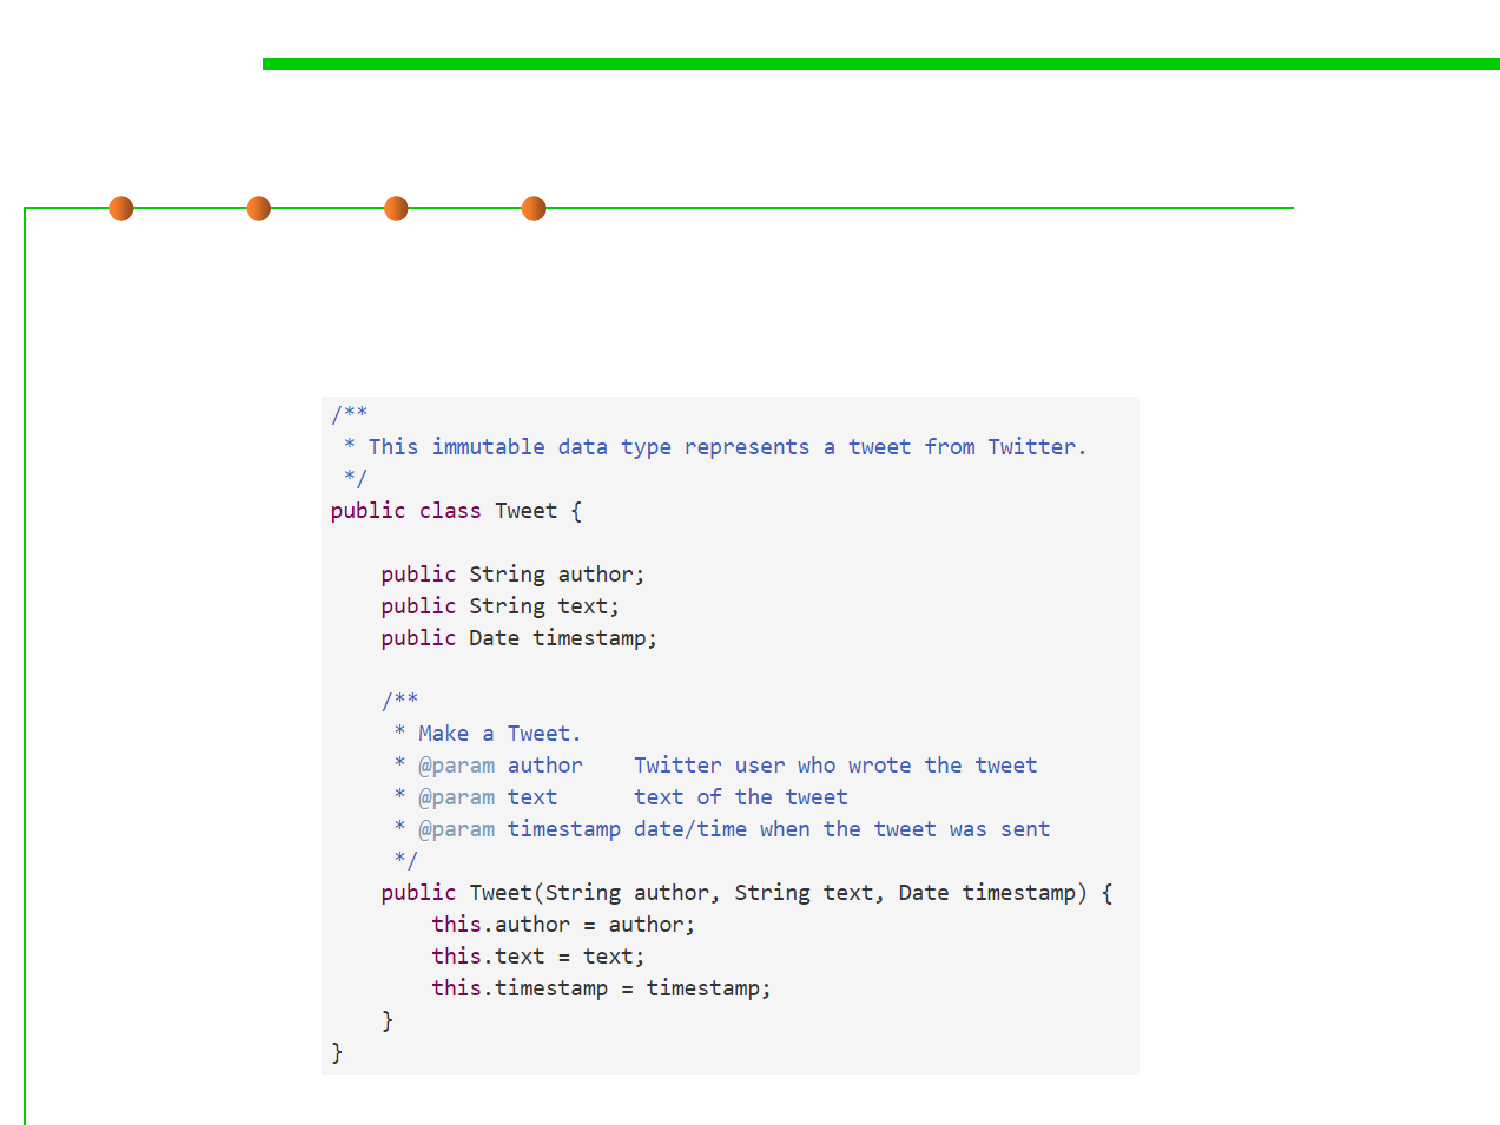 /**
 * This immutable data type represents a tweet from Twitter.
 */
public class Tweet {
    public String author;
    public String text;
    public Date timestamp;
    /**
     * Make a Tweet.
     * @param author    Twitter user who wrote the tweet
     * @param text      text of the tweet
     * @param timestamp date/time when the tweet was sent
     */
    public Tweet(String author, String text, Date timestamp) {
        this.author = author;
        this.text = text;
        this.timestamp = timestamp;
    }
}